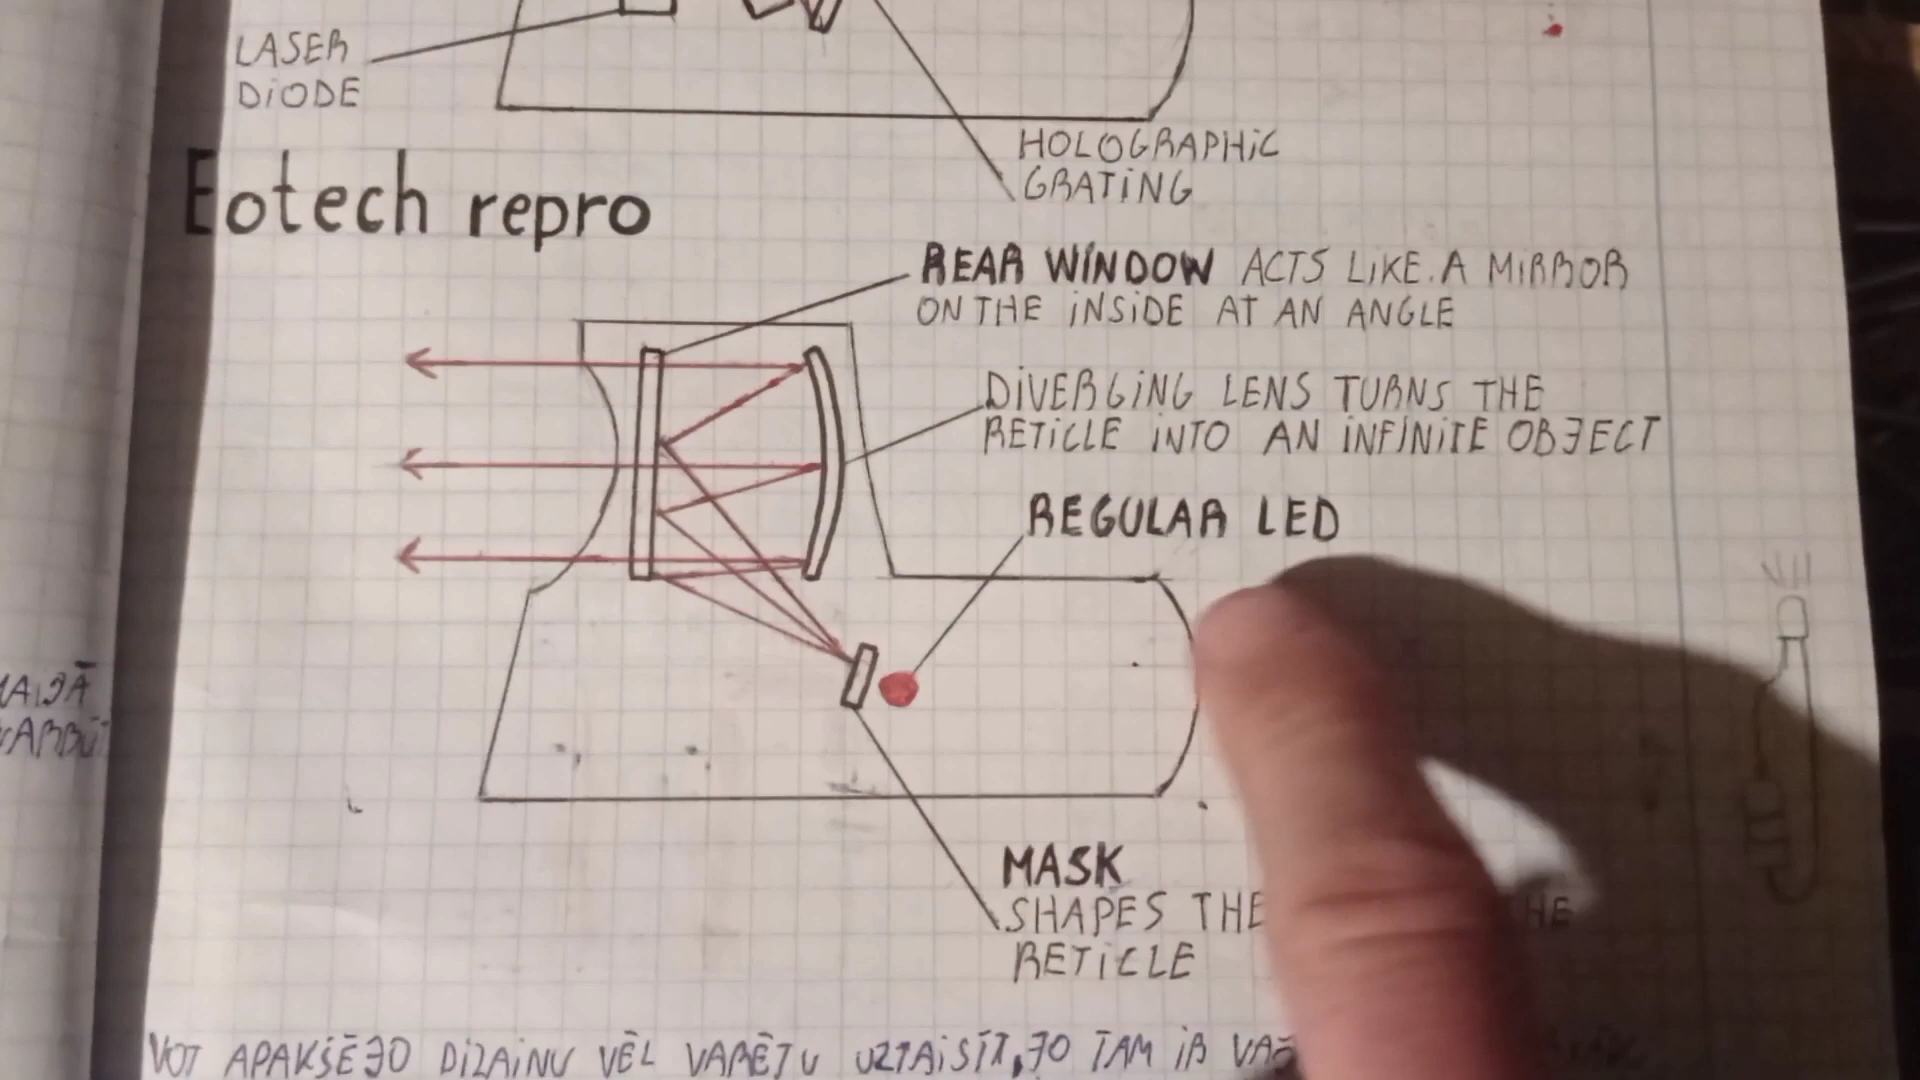 LASER
DiODE
HOLOGRAPHiC
GRATiNG
Eotech repro
REAR WiNDOW ACTS LiKE A MiRROR
ON THE iNSiDE AT AN ANGLE
DiVERGiNG LENS TURNS THE
RETiCLE iNTO AN iNFiNiTE OBJECT
REGULAR LED
MASK
SHAPES THE HE
RETiCLE
VOT APAKŠĒJO DiZAiNU VĒL VARĒTU UZTAiSĪT, JO TAM iR